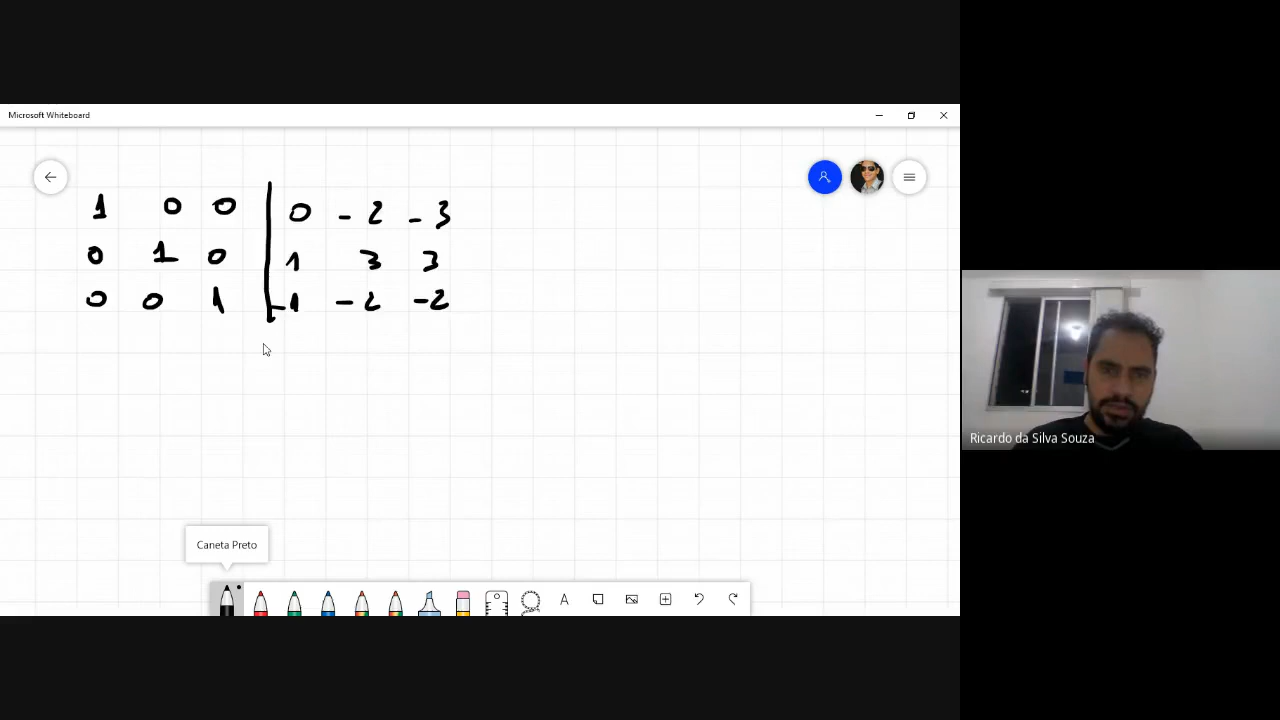 Microsoft Whiteboard
1 0 0 | 0 -2 -3
0 1 0 | 1 3 3
0 0 1 | -1 -2 -2
Ricardo da Silva Souza
Caneta Preto
A